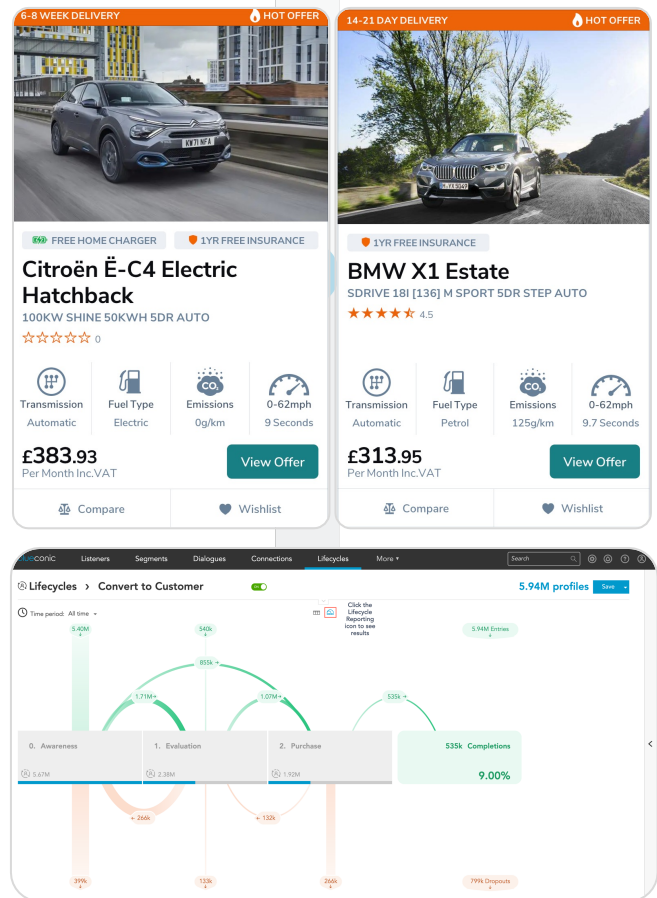 6-8 WEEK DELIVERY
HOT OFFER
KW71 NFA
FREE HOME CHARGER
1YR FREE INSURANCE
Citroën Ë-C4 Electric
Hatchback
100KW SHINE 50KWH 5DR AUTO
0
Transmission Fuel Type Emissions 0-62mph
Automatic Electric 0g/km 9 Seconds
CO₂
£383.93
Per Month Inc.VAT
View Offer
Compare
Wishlist
14-21 DAY DELIVERY
HOT OFFER
1YR FREE INSURANCE
BMW X1 Estate
SDRIVE 18I [136] M SPORT 5DR STEP AUTO
4.5
CO₂
Transmission Fuel Type Emissions 0-62mph
Automatic Petrol 125g/km 9.7 Seconds
£313.95
Per Month Inc.VAT
View Offer
Compare
Wishlist
blueconic Listeners Segments Dialogues Connections Lifecycles More
Search
Lifecycles > Convert to Customer
ON
5.94M profiles
Save
Time period: All time
Click the
Lifecycle
Reporting
icon to see
results
5.40M
540k
5.94M Entries
855k
1.71M
1.07M
535k
0. Awareness
1. Evaluation
2. Purchase
535k Completions
5.67M
2.38M
1.92M
9.00%
266k
132k
399k
133k
266k
799k Dropouts